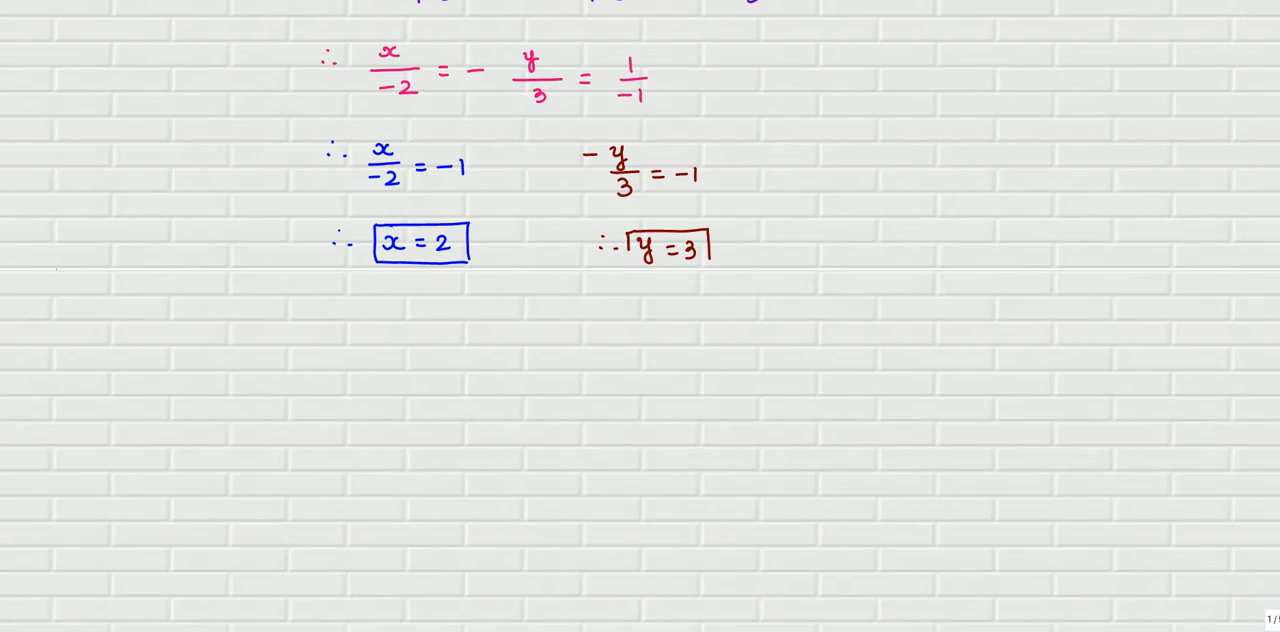 ∴ x/-2 = - y/3 = 1/-1
∴ x/-2 = -1 - y/3 = -1
∴ x = 2 ∴ y = 3